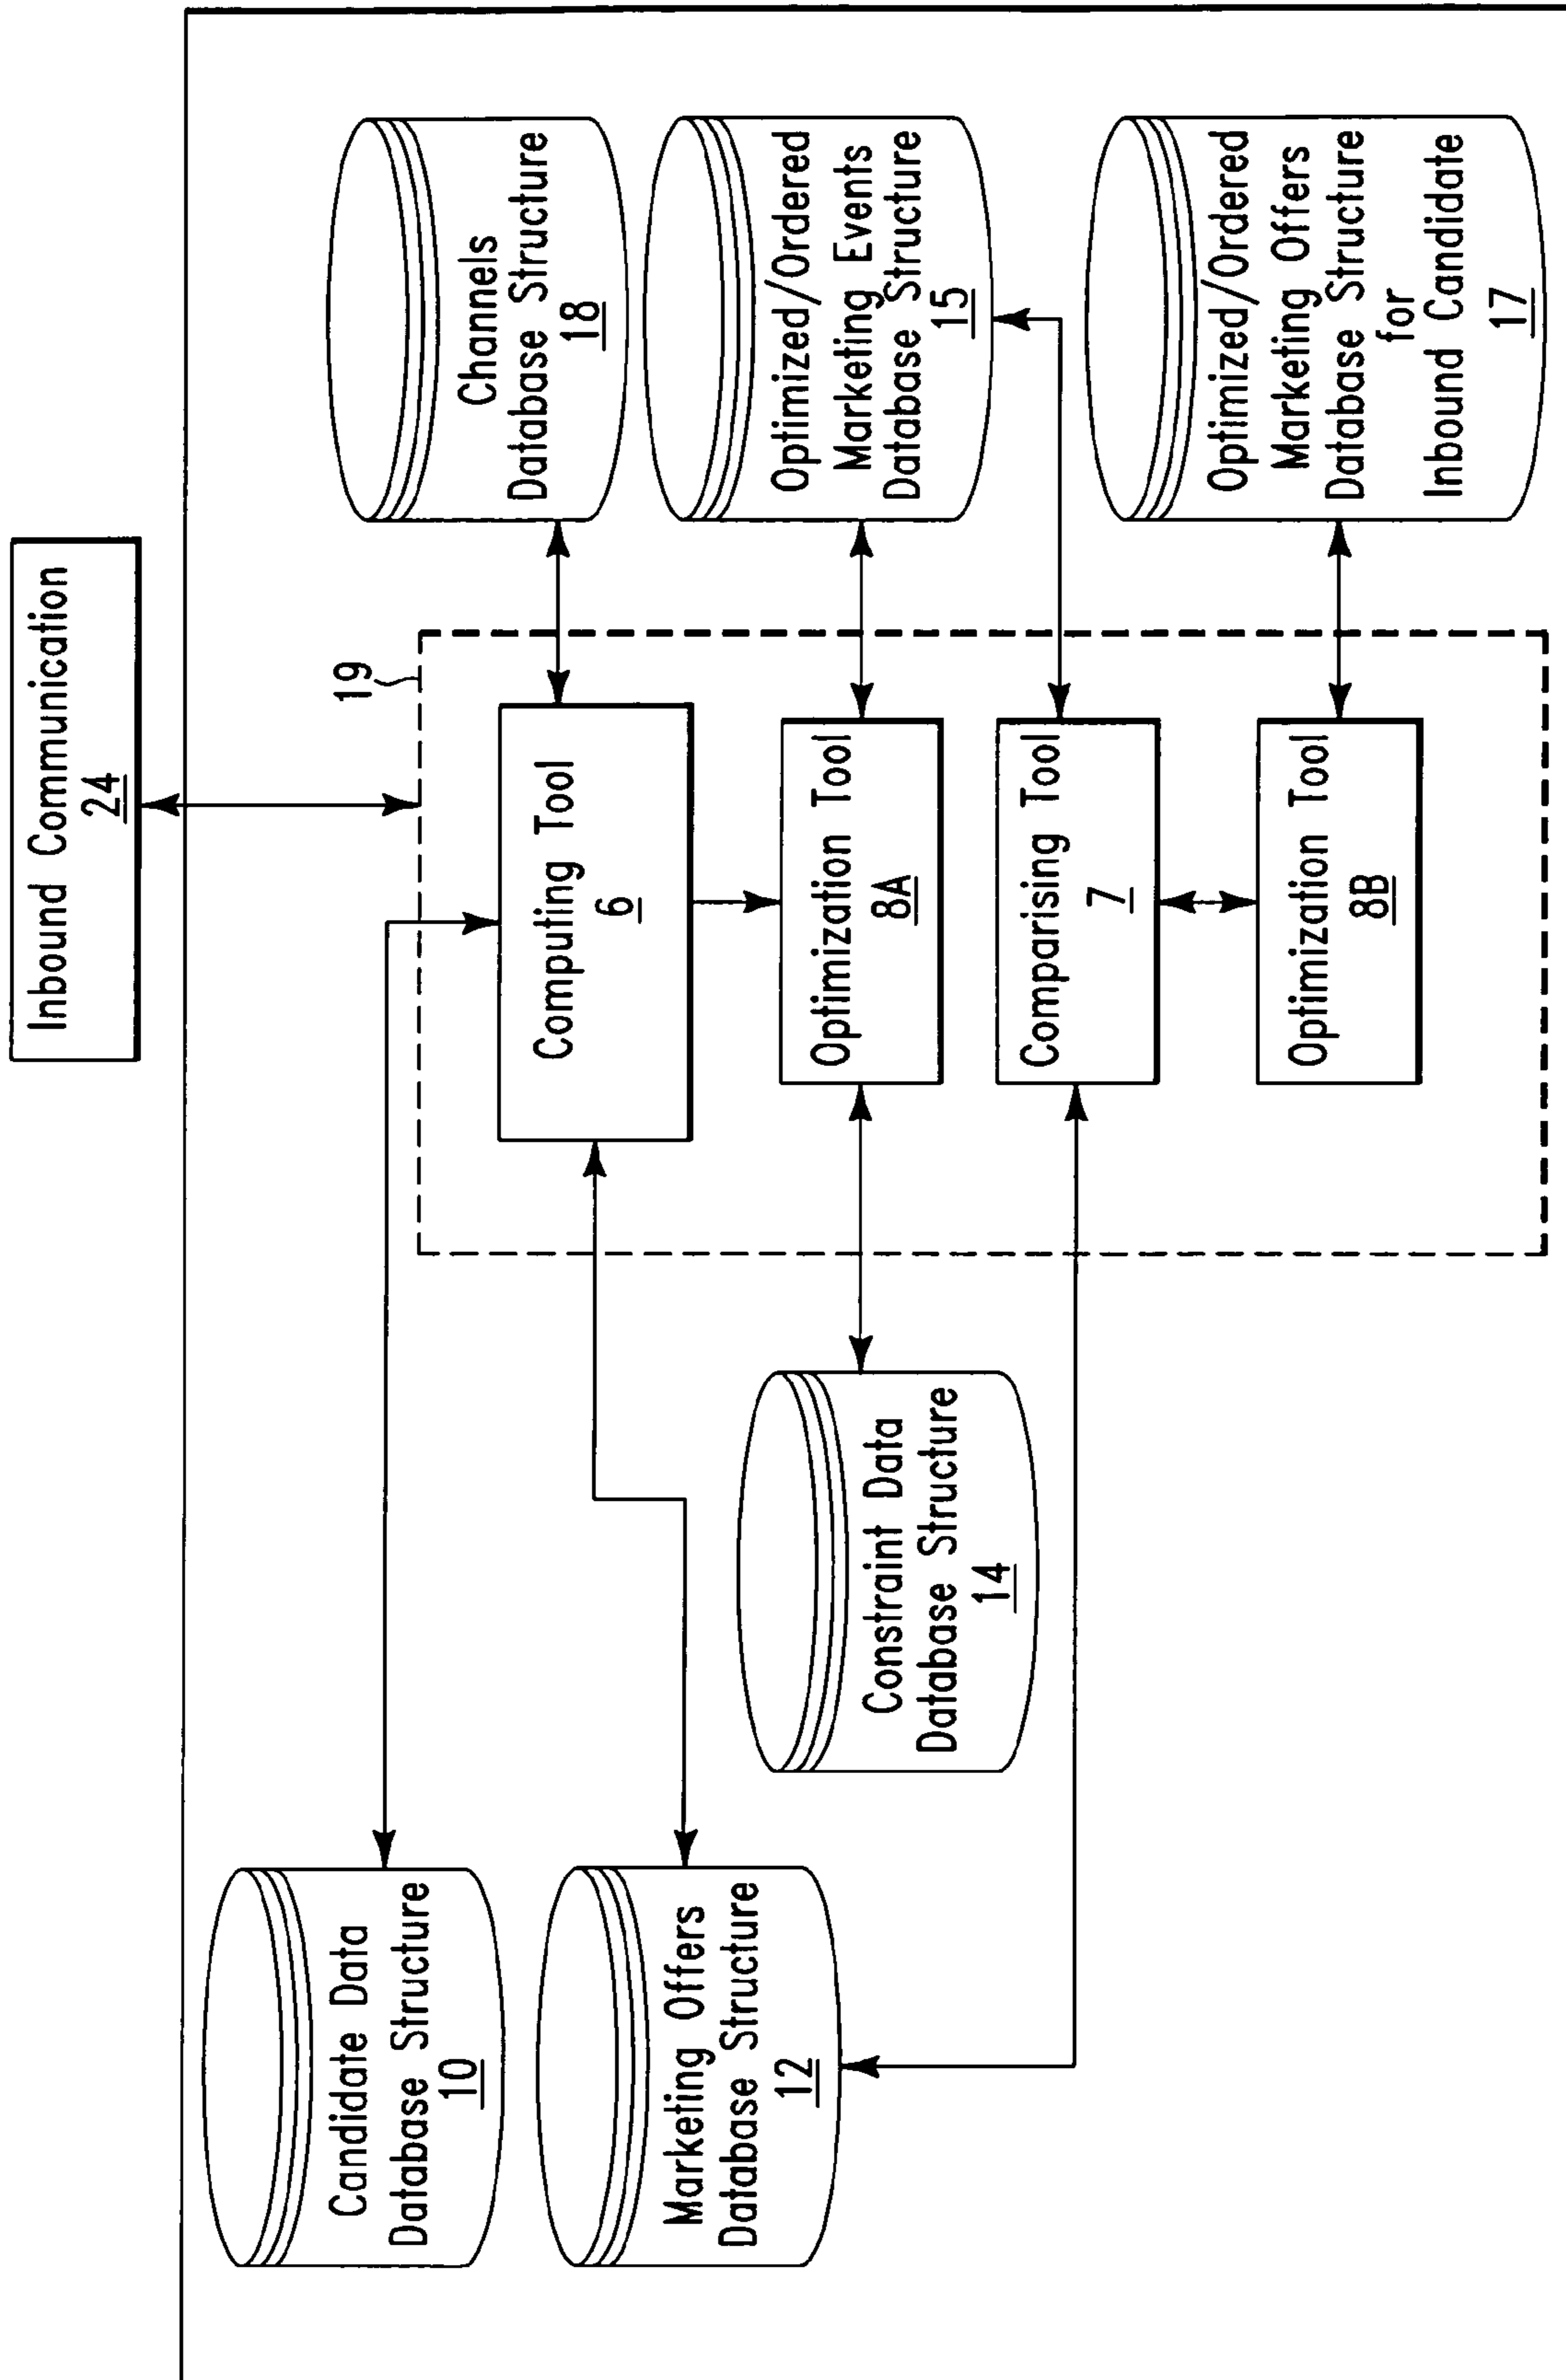 Inbound Communication
24
19
Candidate Data
Database Structure
10
Computing Tool
6
Channels
Database Structure
18
Marketing Offers
Database Structure
12
Constraint Data
Database Structure
14
Optimization Tool
8A
Optimized/Ordered
Marketing Events
Database Structure
15
Comparising Tool
7
Optimization Tool
8B
Optimized/Ordered
Marketing Offers
Database Structure
for
Inbound Candidate
17